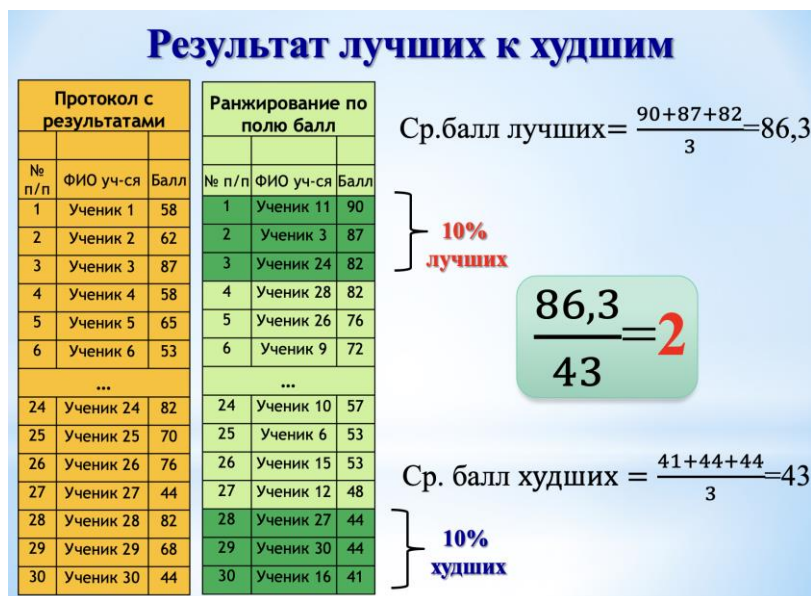 Результат лучших к худшим
Протокол с
результатами
№
п/п ФИО уч-ся Балл
1 Ученик 1 58
2 Ученик 2 62
3 Ученик 3 87
4 Ученик 4 58
5 Ученик 5 65
6 Ученик 6 53
...
24 Ученик 24 82
25 Ученик 25 70
26 Ученик 26 76
27 Ученик 27 44
28 Ученик 28 82
29 Ученик 29 68
30 Ученик 30 44
Ранжирование по
полю балл
№ п/п ФИО уч-ся Балл
1 Ученик 11 90
2 Ученик 3 87
3 Ученик 24 82
4 Ученик 28 82
5 Ученик 26 76
6 Ученик 9 72
...
24 Ученик 10 57
25 Ученик 6 53
26 Ученик 15 53
27 Ученик 12 48
28 Ученик 27 44
29 Ученик 30 44
30 Ученик 16 41
Ср.балл лучших= 90+87+82/3=86,3
10%
лучших
86,3/43=2
Ср. балл худших = 41+44+44/3=43
10%
худших